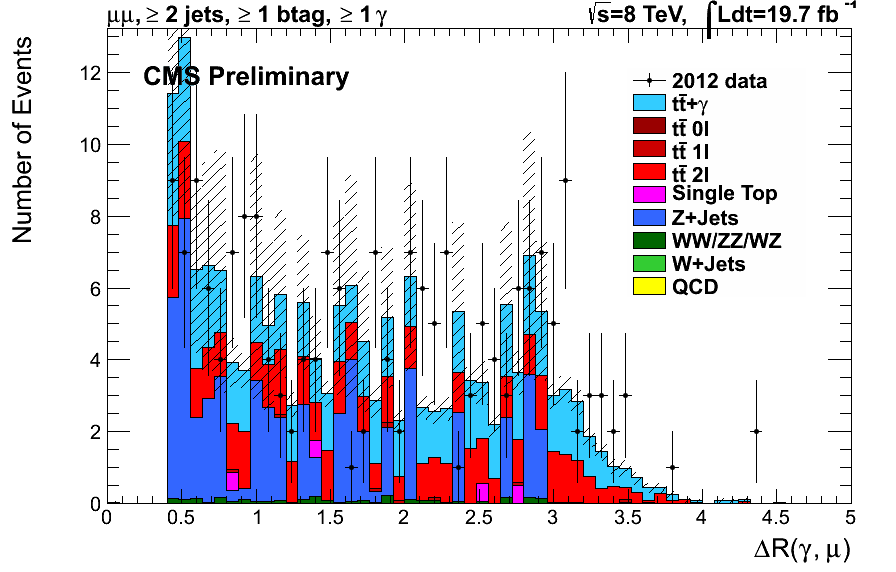 μμ, ≥ 2 jets, ≥ 1 btag, ≥ 1 γ
√s=8 TeV, ∫Ldt=19.7 fb⁻¹
Number of Events
CMS Preliminary
2012 data
tt̄+γ
tt̄ 0l
tt̄ 1l
tt̄ 2l
Single Top
Z+Jets
WW/ZZ/WZ
W+Jets
QCD
12
10
8
6
4
2
0
0 0.5 1 1.5 2 2.5 3 3.5 4 4.5 5
ΔR(γ, μ)